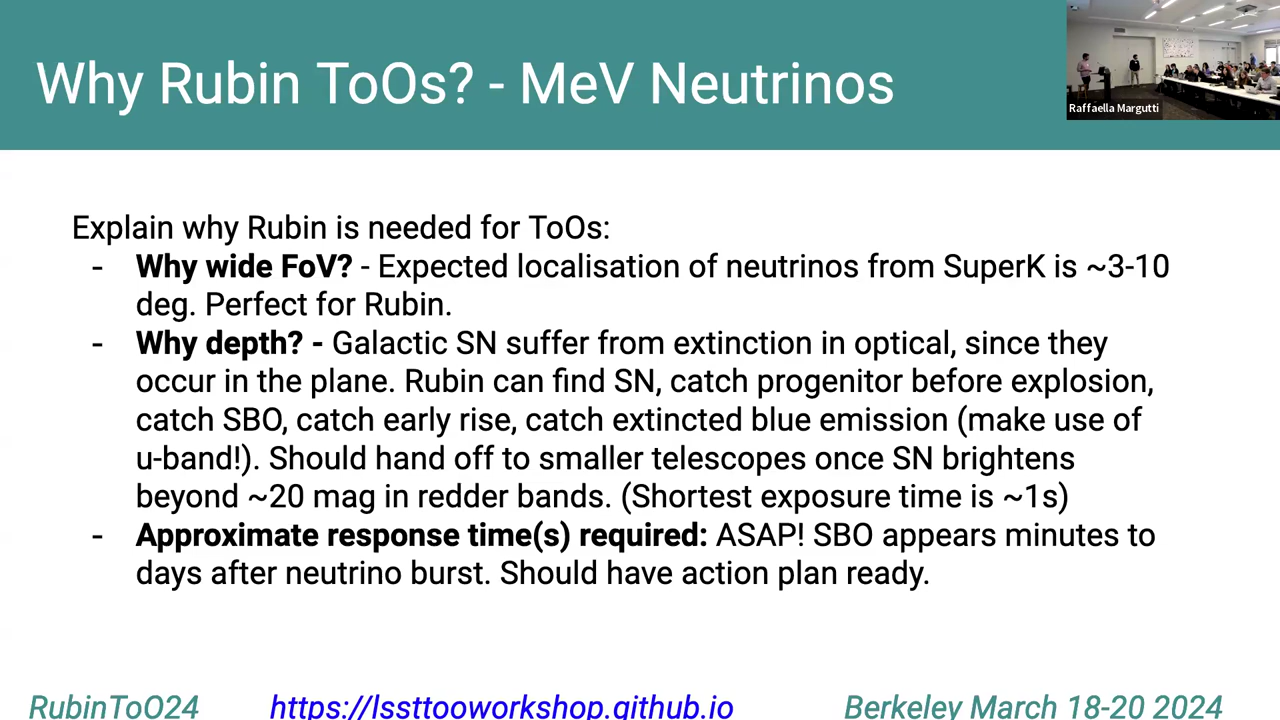 Why Rubin ToOs? - MeV Neutrinos
Raffaella Margutti
Explain why Rubin is needed for ToOs:
- Why wide FoV? - Expected localisation of neutrinos from SuperK is ~3-10
deg. Perfect for Rubin.
- Why depth? - Galactic SN suffer from extinction in optical, since they
occur in the plane. Rubin can find SN, catch progenitor before explosion,
catch SBO, catch early rise, catch extincted blue emission (make use of
u-band!). Should hand off to smaller telescopes once SN brightens
beyond ~20 mag in redder bands. (Shortest exposure time is ~1s)
- Approximate response time(s) required: ASAP! SBO appears minutes to
days after neutrino burst. Should have action plan ready.
RubinToO24 https://lssttooworkshop.github.io Berkeley March 18-20 2024